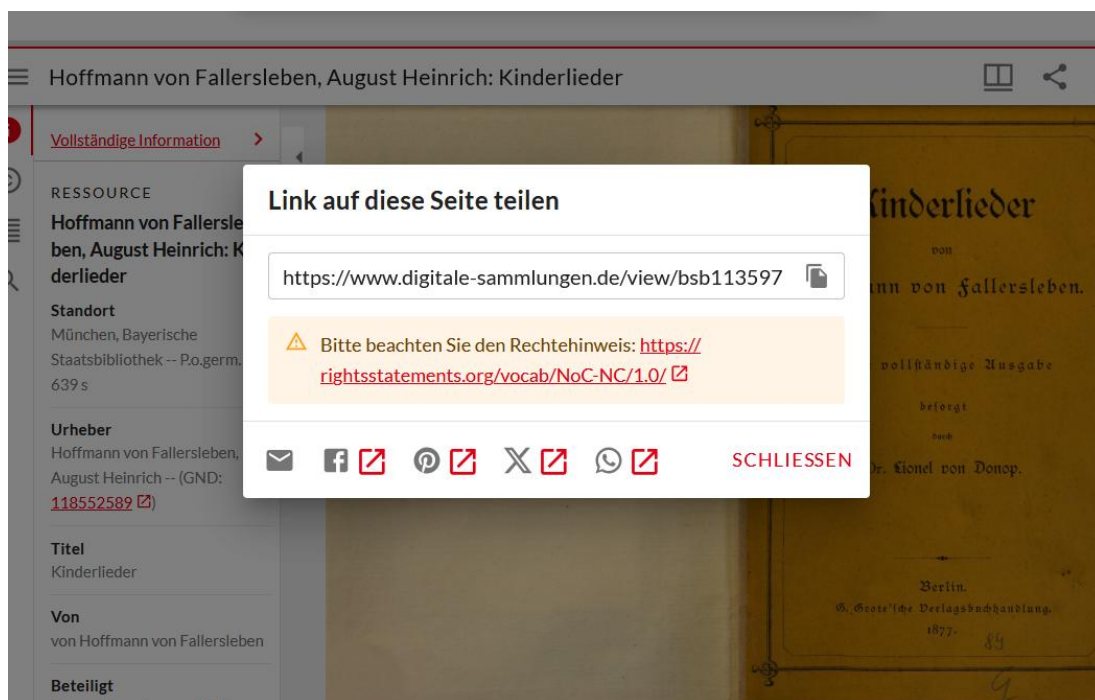 Hoffmann von Fallersleben, August Heinrich: Kinderlieder
Vollständige Information
RESSOURCE
Hoffmann von Fallersle
ben, August Heinrich: K
derlieder
Standort
München, Bayerische
Staatsbibliothek -- P.o.germ.
639 s
Urheber
Hoffmann von Fallersleben,
August Heinrich -- (GND:
118552589)
Titel
Kinderlieder
Von
von Hoffmann von Fallersleben
Beteiligt
Link auf diese Seite teilen
https://www.digitale-sammlungen.de/view/bsb113597
Bitte beachten Sie den Rechtehinweis: https://
rightsstatements.org/vocab/NoC-NC/1.0/
SCHLIESSEN
Kinderlieder
von
ann von Fallersleben.
vollständige Ausgabe
besorgt
durch
Dr. Lionel von Donop.
Berlin.
G. Grote'sche Verlagsbuchhandlung.
1877.
84